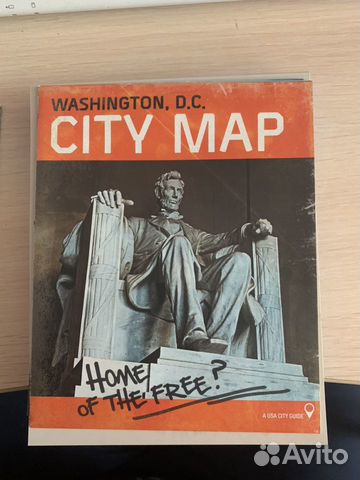 WASHINGTON, D.C.
CITY MAP
HOME
OF THE FREE?
A USA CITY GUIDE
Avito